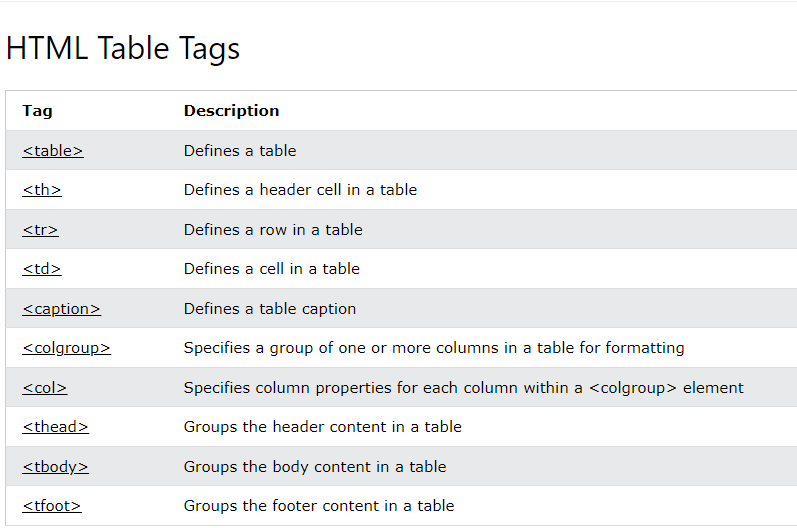 HTML Table Tags
Tag Description
<table> Defines a table
<th> Defines a header cell in a table
<tr> Defines a row in a table
<td> Defines a cell in a table
<caption> Defines a table caption
<colgroup> Specifies a group of one or more columns in a table for formatting
<col> Specifies column properties for each column within a <colgroup> element
<thead> Groups the header content in a table
<tbody> Groups the body content in a table
<tfoot> Groups the footer content in a table